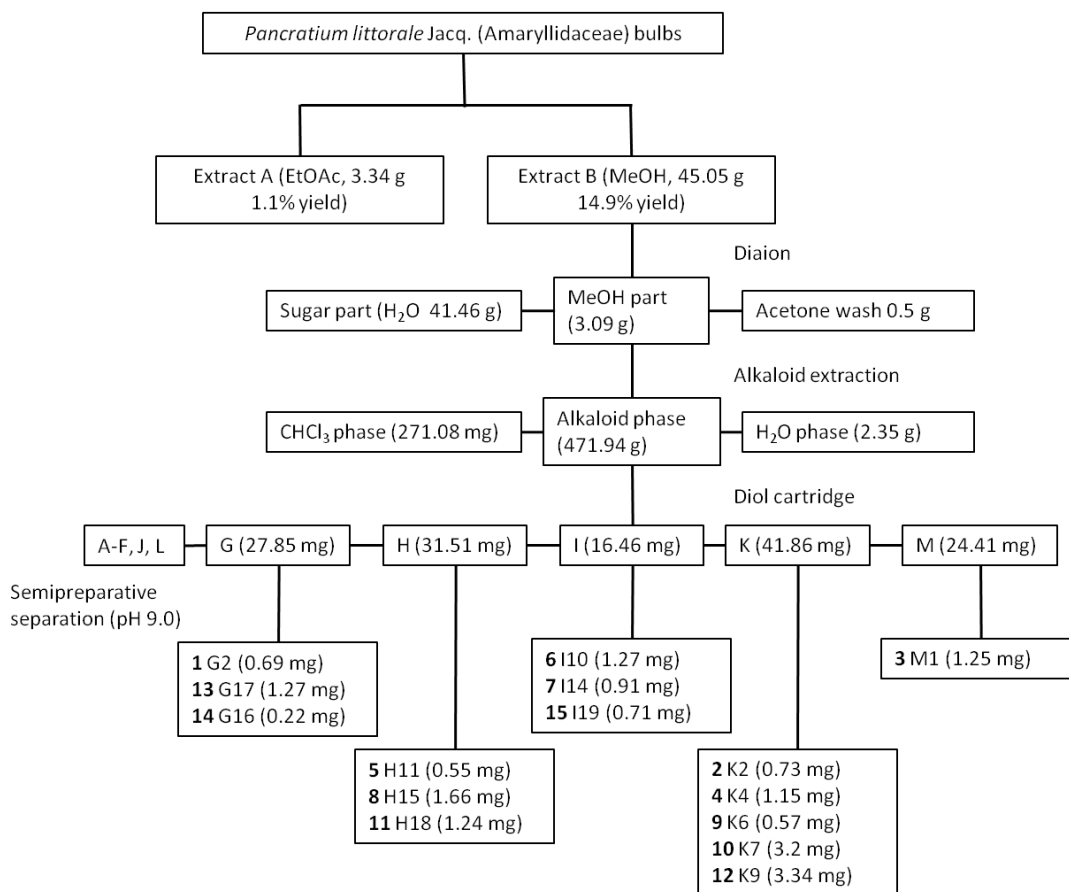 Pancratium littorale Jacq. (Amaryllidaceae) bulbs
Extract A (EtOAc, 3.34 g
1.1% yield)
Extract B (MeOH, 45.05 g
14.9% yield)
Diaion
Sugar part (H₂O 41.46 g)
MeOH part
(3.09 g)
Acetone wash 0.5 g
Alkaloid extraction
CHCl₃ phase (271.08 mg)
Alkaloid phase
(471.94 g)
H₂O phase (2.35 g)
Diol cartridge
A-F, J, L
G (27.85 mg)
H (31.51 mg)
I (16.46 mg)
K (41.86 mg)
M (24.41 mg)
Semipreparative
separation (pH 9.0)
1 G2 (0.69 mg)
13 G17 (1.27 mg)
14 G16 (0.22 mg)
6 I10 (1.27 mg)
7 I14 (0.91 mg)
15 I19 (0.71 mg)
3 M1 (1.25 mg)
5 H11 (0.55 mg)
8 H15 (1.66 mg)
11 H18 (1.24 mg)
2 K2 (0.73 mg)
4 K4 (1.15 mg)
9 K6 (0.57 mg)
10 K7 (3.2 mg)
12 K9 (3.34 mg)